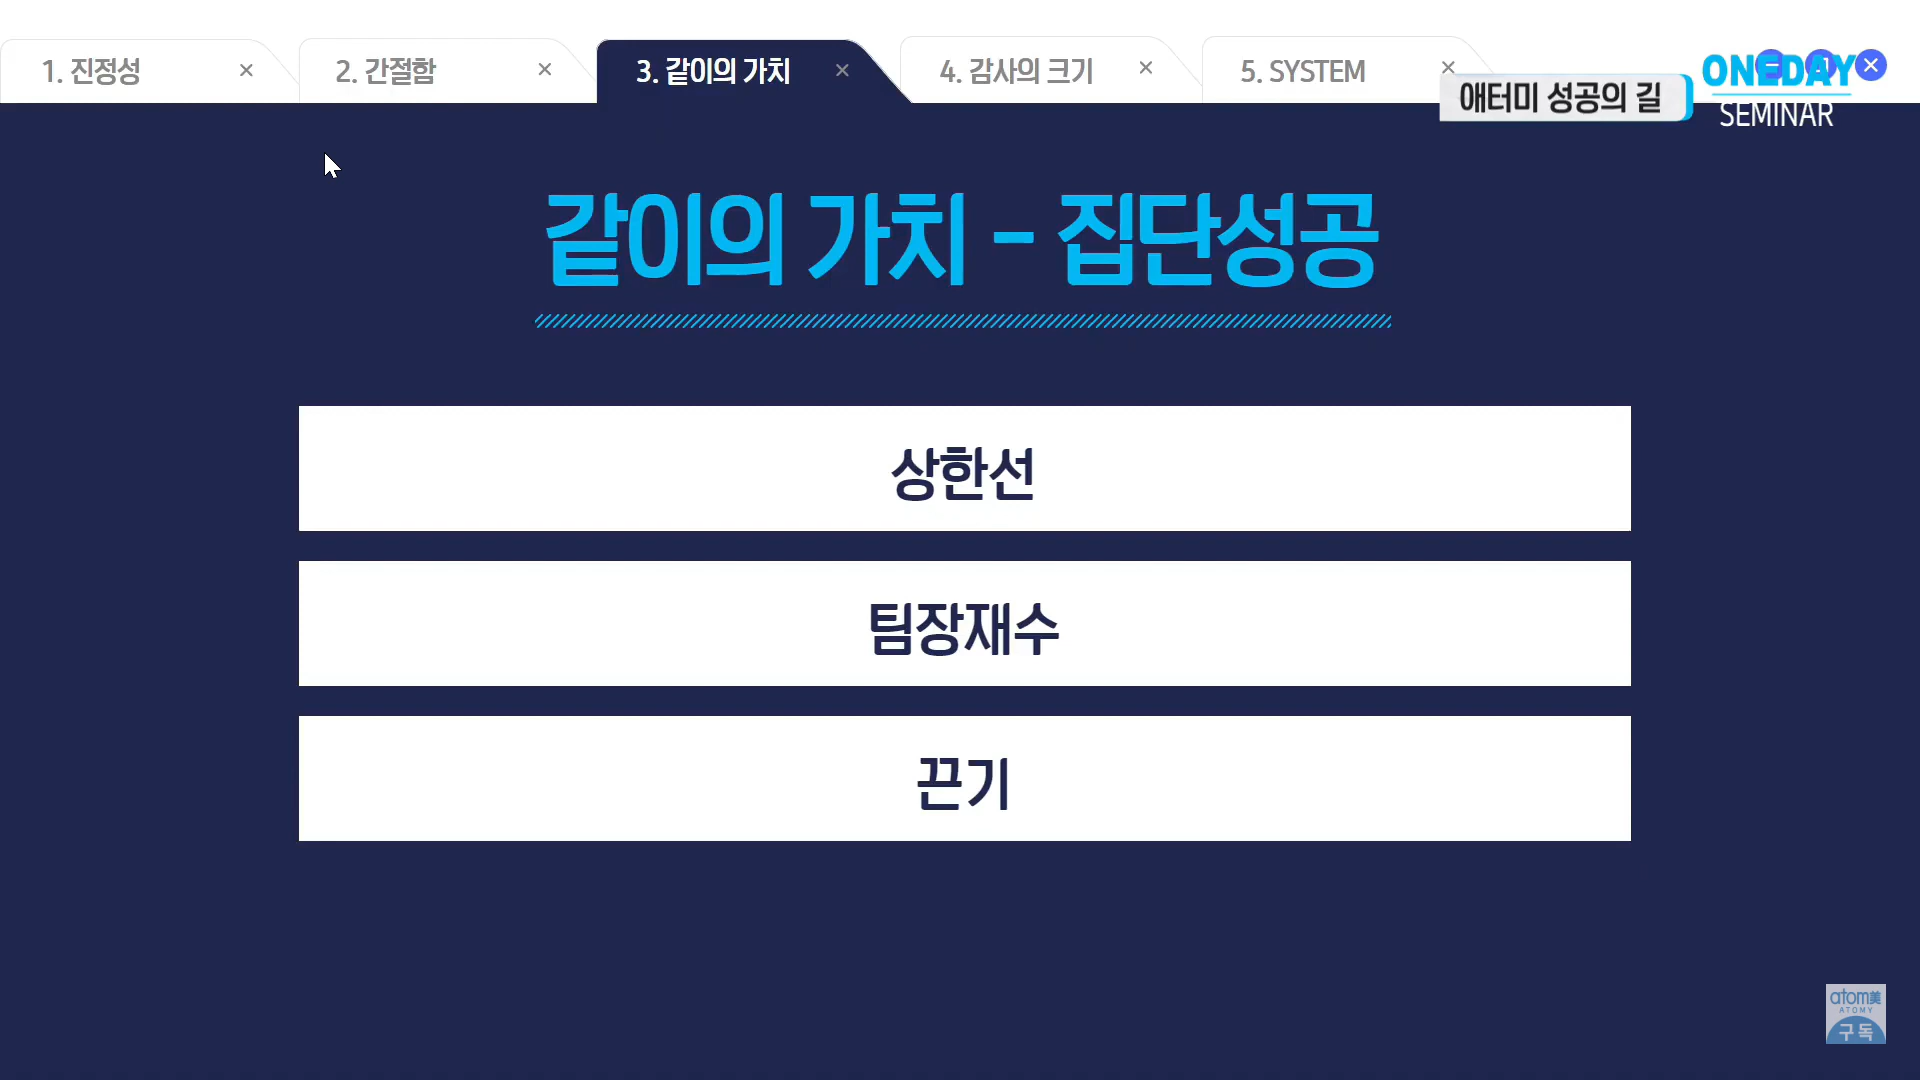 1. 진정성
2. 간절함
3. 같이의 가치
4. 감사의 크기
5. SYSTEM
애터미 성공의 길
ONEDAY
SEMINAR
같이의 가치 - 집단성공
상한선
팀장재수
끈기
atom美
ATOMY
구독